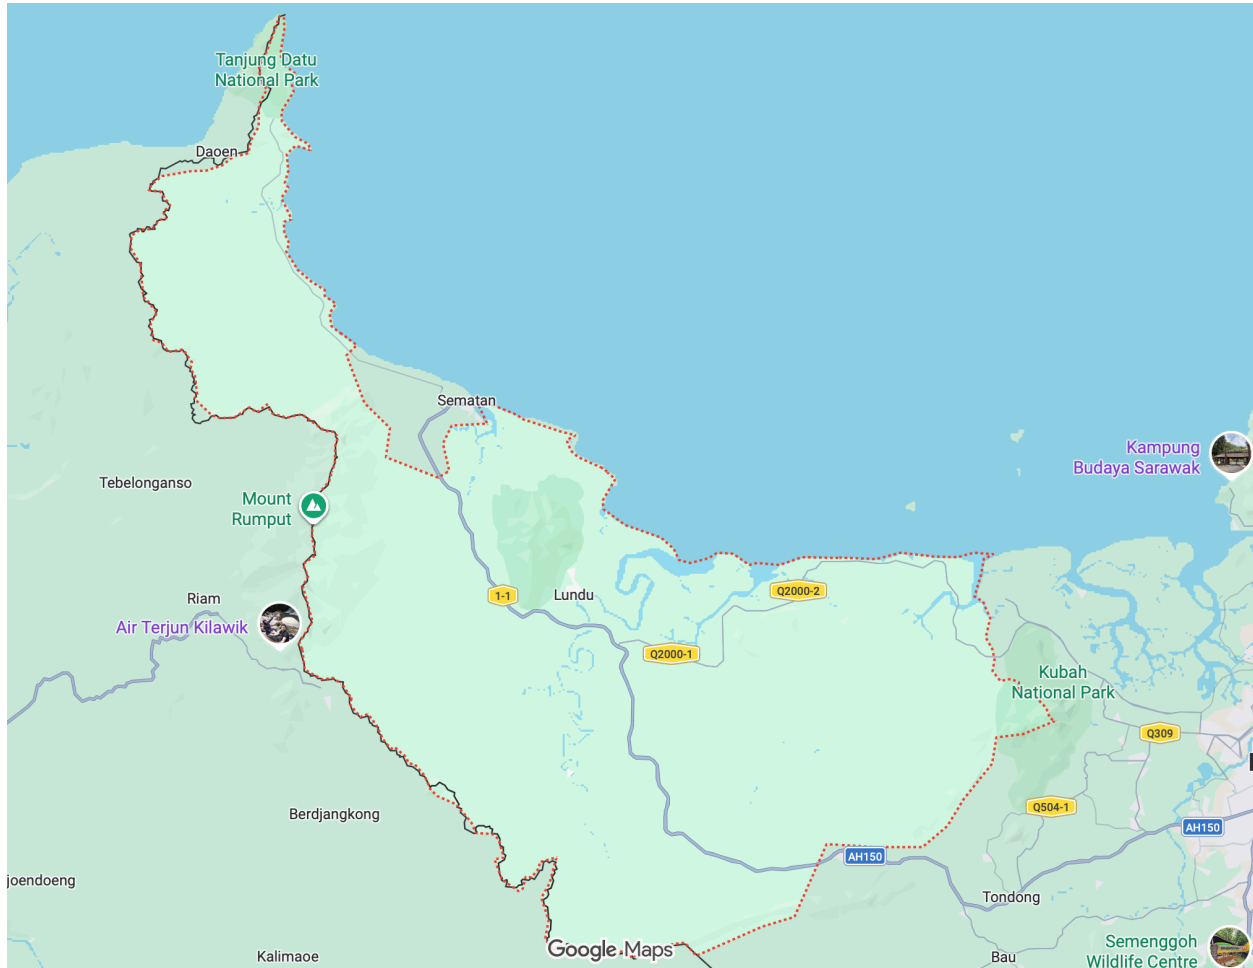 Tanjung Datu
National Park
Daoen
Sematan
Kampung
Budaya Sarawak
Tebelonganso
Mount
Rumput
Riam
Air Terjun Kilawik
1-1
Lundu
Q2000-2
Q2000-1
Kubah
National Park
Q309
Q504-1
Berdjangkong
AH150
AH150
joendoeng
Tondong
Kalimaoe
Google Maps
Bau
Semenggoh
Wildlife Centre